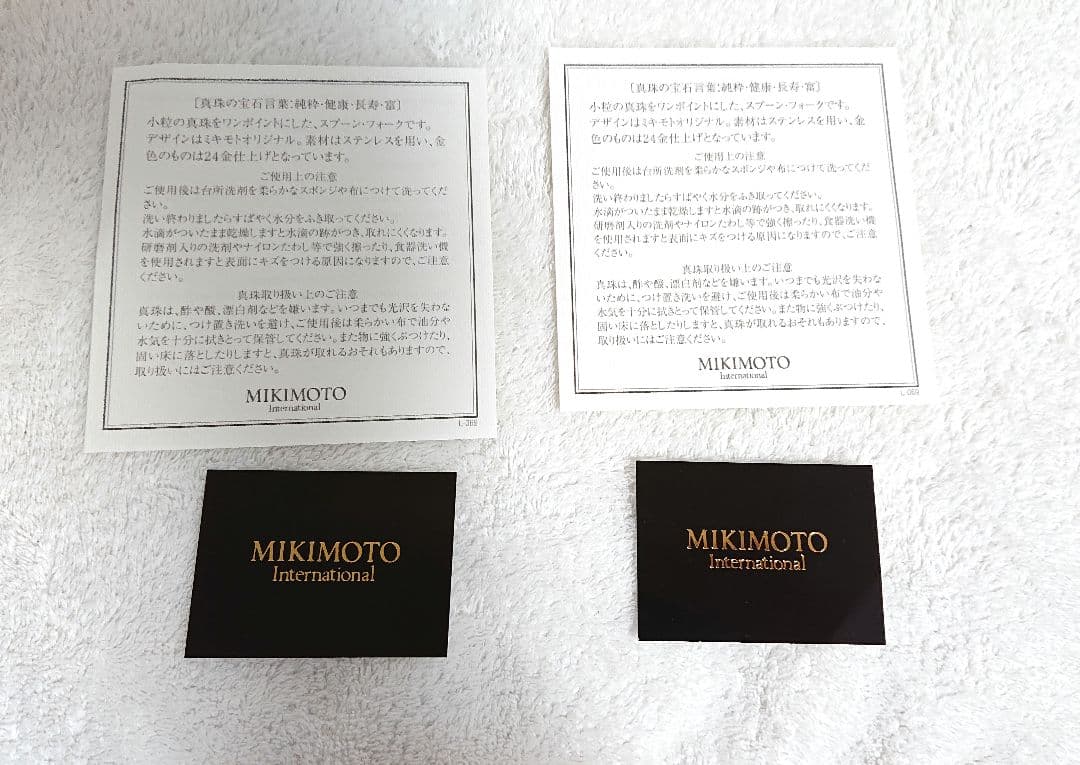 ［真珠の宝石言葉：純粋・健康・長寿・富］
小粒の真珠をワンポイントにした、スプーン・フォークです。
デザインはミキモトオリジナル。素材はステンレスを用い、金
色のものは24金仕上げとなっています。
ご使用上の注意
ご使用後は台所洗剤を柔らかなスポンジや布につけて洗ってくだ
さい。
洗い終わりましたらすばやく水分をふき取ってください。
水滴がついたまま乾燥しますと水滴の跡がつき、取れにくくなります。
研磨剤入りの洗剤やナイロンたわし等で強く擦ったり、食器洗い機
を使用されますと表面にキズをつける原因になりますので、ご注意
ください。
真珠取り扱い上のご注意
真珠は、酢や酸、漂白剤などを嫌います。いつまでも光沢を失わな
いために、つけ置き洗いを避け、ご使用後は柔らかい布で油分や
水気を十分に拭きとって保管してください。また物に強くぶつけたり、
固い床に落としたりしますと、真珠が取れるおそれもありますので、
取り扱いにはご注意ください。
MIKIMOTO
International
L-369
［真珠の宝石言葉：純粋・健康・長寿・富］
小粒の真珠をワンポイントにした、スプーン・フォークです。
デザインはミキモトオリジナル。素材はステンレスを用い、金
色のものは24金仕上げとなっています。
ご使用上の注意
ご使用後は台所洗剤を柔らかなスポンジや布につけて洗ってくだ
さい。
洗い終わりましたらすばやく水分をふき取ってください。
水滴がついたまま乾燥しますと水滴の跡がつき、取れにくくなります。
研磨剤入りの洗剤やナイロンたわし等で強く擦ったり、食器洗い機
を使用されますと表面にキズをつける原因になりますので、ご注意
ください。
真珠取り扱い上のご注意
真珠は、酢や酸、漂白剤などを嫌います。いつまでも光沢を失わな
いために、つけ置き洗いを避け、ご使用後は柔らかい布で油分や
水気を十分に拭きとって保管してください。また物に強くぶつけたり、
固い床に落としたりしますと、真珠が取れるおそれもありますので、
取り扱いにはご注意ください。
MIKIMOTO
International
MIKIMOTO
International
MIKIMOTO
International